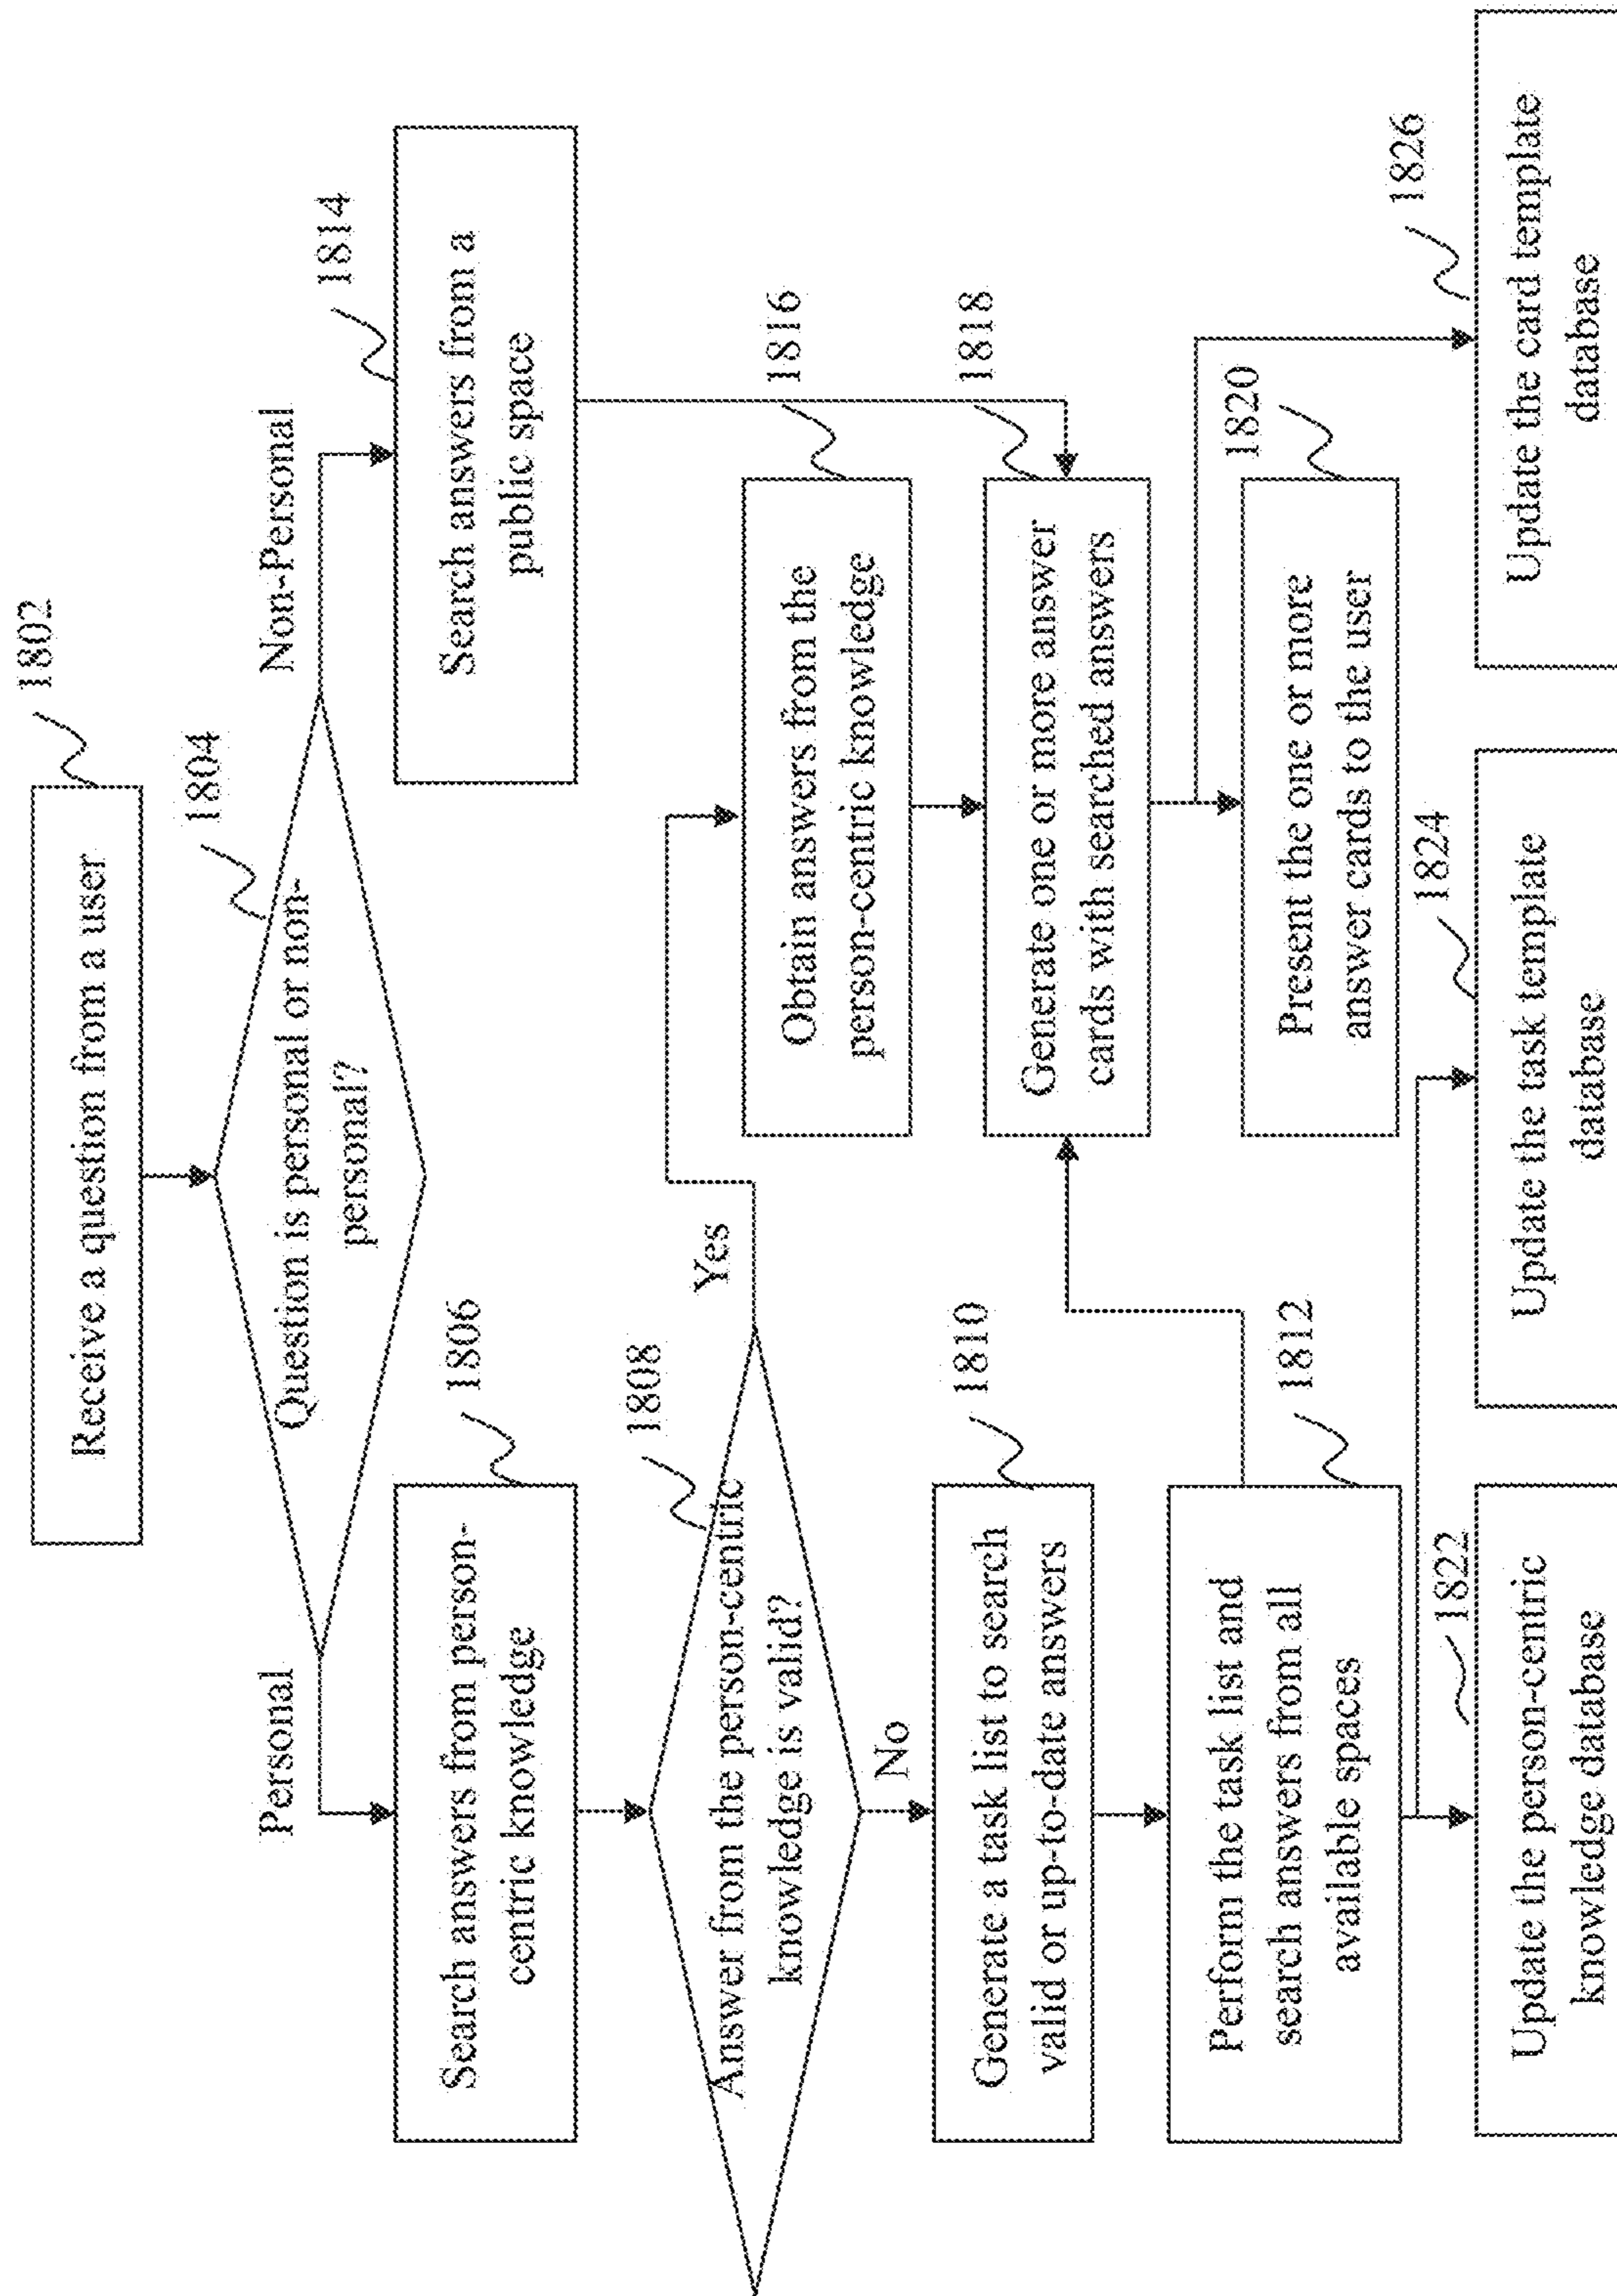 1802
Receive a question from a user
1804
Question is personal or non-
personal?
Personal
Non-Personal
1806
Search answers from person-
centric knowledge
1814
Search answers from a
public space
1808
Answer from the person-centric
knowledge is valid?
Yes
No
1816
Obtain answers from the
person-centric knowledge
1810
Generate a task list to search
valid or up-to-date answers
1818
Generate one or more answer
cards with searched answers
1812
Perform the task list and
search answers from all
available spaces
1820
Present the one or more
answer cards to the user
1822
Update the person-centric
knowledge database
1824
Update the task template
database
1826
Update the card template
database